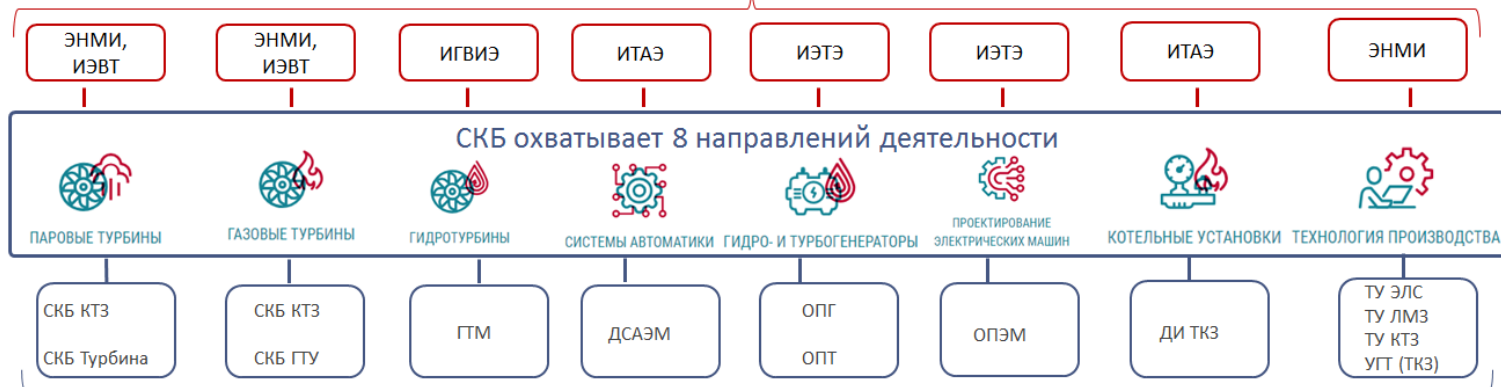 ЭНМИ,
ИЭВТ
ЭНМИ,
ИЭВТ
ИГВИЭ
ИТАЭ
ИЭТЭ
ИЭТЭ
ИТАЭ
ЭНМИ
СКБ охватывает 8 направлений деятельности
ПАРОВЫЕ ТУРБИНЫ
ГАЗОВЫЕ ТУРБИНЫ
ГИДРОТУРБИНЫ
СИСТЕМЫ АВТОМАТИКИ
ГИДРО- И ТУРБОГЕНЕРАТОРЫ
ПРОЕКТИРОВАНИЕ
ЭЛЕКТРИЧЕСКИХ МАШИН
КОТЕЛЬНЫЕ УСТАНОВКИ
ТЕХНОЛОГИЯ ПРОИЗВОДСТВА
СКБ КТЗ
СКБ Турбина
СКБ КТЗ
СКБ ГТУ
ГТМ
ДСАЭМ
ОПГ
ОПТ
ОПЭМ
ДИ ТКЗ
ТУ ЭЛС
ТУ ЛМЗ
ТУ КТЗ
УГТ (ТКЗ)